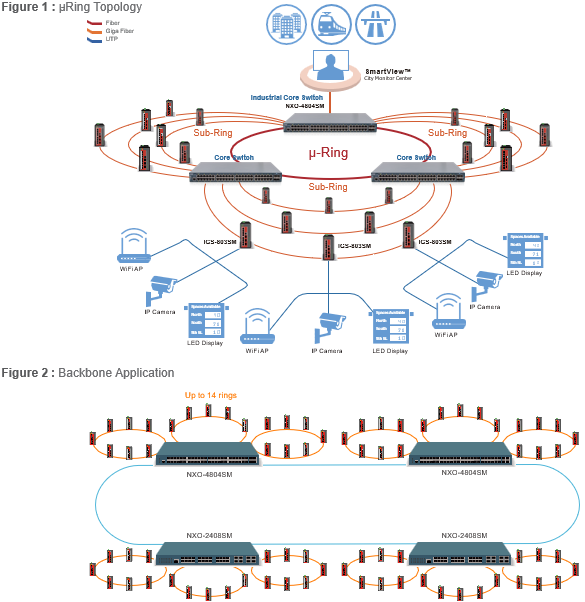 Figure 1 : μRing Topology
Fiber
Giga Fiber
UTP
SmartView™
City Monitor Center
Industrial Core Switch
NXO-4804SM
Sub-Ring
Sub-Ring
μ-Ring
Core Switch
Core Switch
Sub-Ring
IGS-803SM
IGS-803SM
IGS-803SM
WiFi AP
LED Display
IP Camera
IP Camera
LED Display
WiFi AP
IP Camera
LED Display
WiFi AP
Figure 2 : Backbone Application
Up to 14 rings
NXO-4804SM
NXO-4804SM
NXO-2408SM
NXO-2408SM